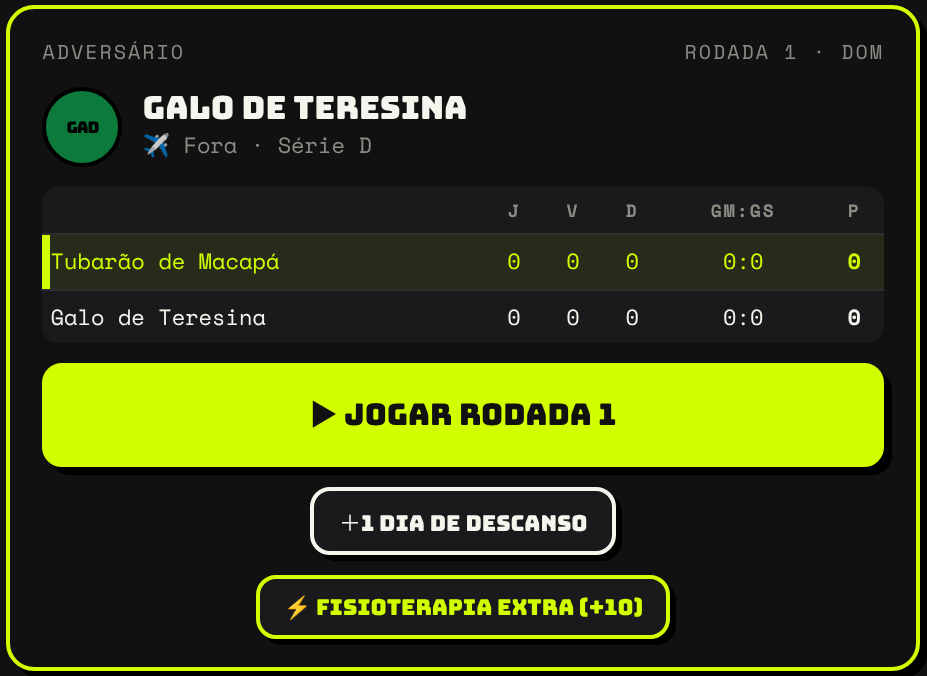 ADVERSÁRIO RODADA 1 · DOM
GAD
GALO DE TERESINA
✈️ Fora · Série D
J V D GM:GS P
Tubarão de Macapá 0 0 0 0:0 0
Galo de Teresina 0 0 0 0:0 0
▶ JOGAR RODADA 1
+1 DIA DE DESCANSO
⚡ FISIOTERAPIA EXTRA (+10)